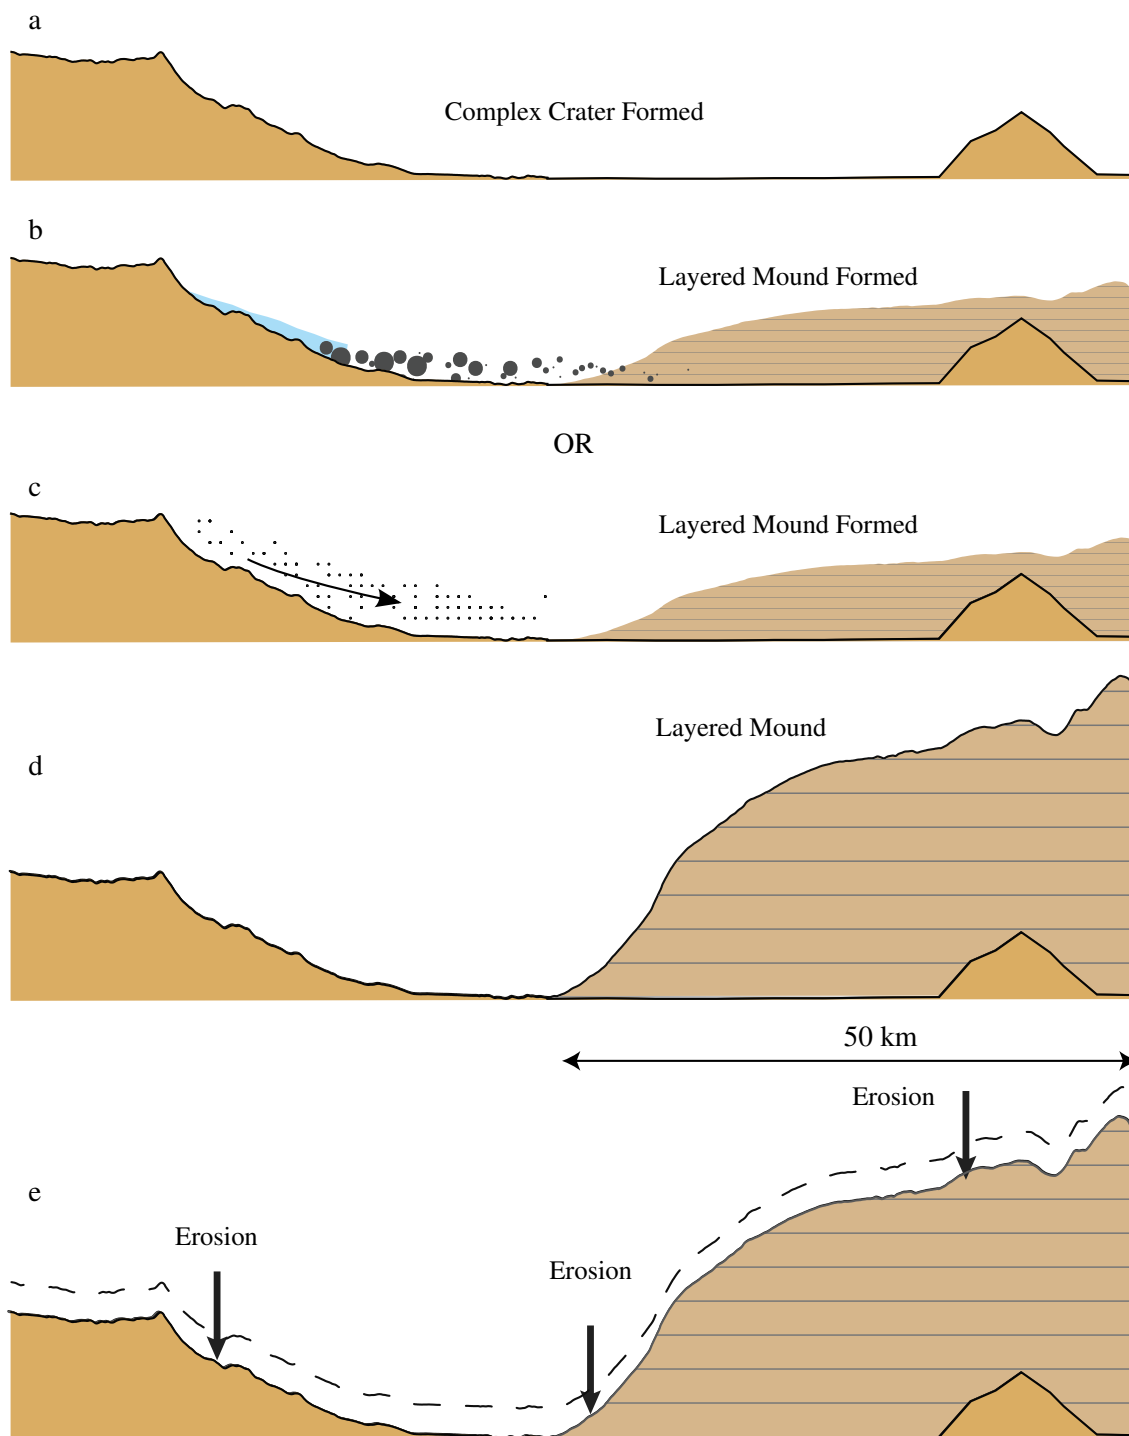 a
Complex Crater Formed
b
Layered Mound Formed
OR
c
Layered Mound Formed
Layered Mound
d
50 km
Erosion
e
Erosion
Erosion